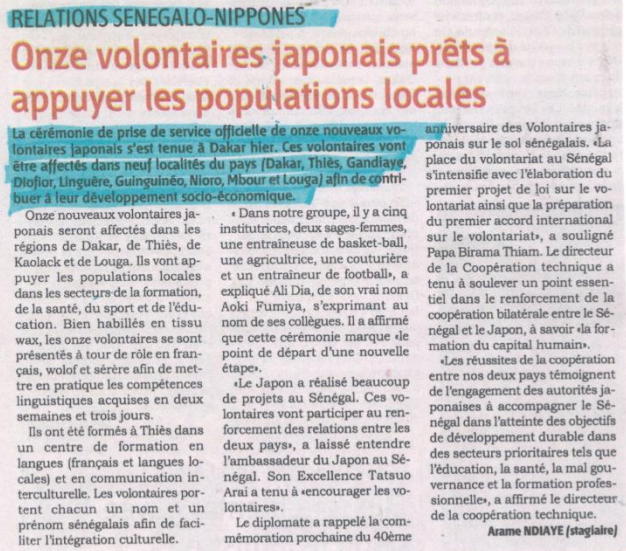 RELATIONS SENEGALO-NIPPONES
Onze volontaires japonais prêts à
appuyer les populations locales
La cérémonie de prise de service officielle de onze nouveaux vo-
lontaires japonais s'est tenue à Dakar hier. Ces volontaires vont
être affectés dans neuf localités du pays (Dakar, Thiès, Gandiaye,
Diofior, Linguère, Guinguinéo, Nioro, Mbour et Louga) afin de contri-
buer à leur développement socio-économique.
Onze nouveaux volontaires ja-
ponais seront affectés dans les
régions de Dakar, de Thiès, de
Kaolack et de Louga. Ils vont ap-
puyer les populations locales
dans les secteurs de la formation,
de la santé, du sport et de l'édu-
cation. Bien habillés en tissu
wax, les onze volontaires se sont
présentés à tour de rôle en fran-
çais, wolof et sérère afin de met-
tre en pratique les compétences
linguistiques acquises en deux
semaines et trois jours.
Ils ont été formés à Thiès dans
un centre de formation en
langues (français et langues lo-
cales) et en communication in-
terculturelle. Les volontaires por-
tent chacun un nom et un
prénom sénégalais afin de faci-
liter l'intégration culturelle.
« Dans notre groupe, il y a cinq
institutrices, deux sages-femmes,
une entraîneuse de basket-ball,
une agricultrice, une couturière
et un entraîneur de football», a
expliqué Ali Dia, de son vrai nom
Aoki Fumiya, s'exprimant au
nom de ses collègues. Il a affirmé
que cette cérémonie marque «le
point de départ d'une nouvelle
étape».
«Le Japon a réalisé beaucoup
de projets au Sénégal. Ces vo-
lontaires vont participer au ren-
forcement des relations entre les
deux pays», a laissé entendre
l'ambassadeur du Japon au Sé-
négal. Son Excellence Tatsuo
Arai a tenu à «encourager les vo-
lontaires».
Le diplomate a rappelé la com-
mémoration prochaine du 40ème
anniversaire des Volontaires ja-
ponais sur le sol sénégalais. «La
place du volontariat au Sénégal
s'intensifie avec l'élaboration du
premier projet de loi sur le vo-
lontariat ainsi que la préparation
du premier accord international
sur le volontariat», a souligné
Papa Birama Thiam. Le directeur
de la Coopération technique a
tenu à soulever un point essen-
tiel dans le renforcement de la
coopération bilatérale entre le Sé-
négal et le Japon, à savoir «la for-
mation du capital humain».
«Les réussites de la coopération
entre nos deux pays témoignent
de l'engagement des autorités ja-
ponaises à accompagner le Sé-
négal dans l'atteinte des objectifs
de développement durable dans
des secteurs prioritaires tels que
l'éducation, la santé, la mal gou-
vernance et la formation profes-
sionnelle», a affirmé le directeur
de la coopération technique.
Arame NDIAYE (stagiaire)